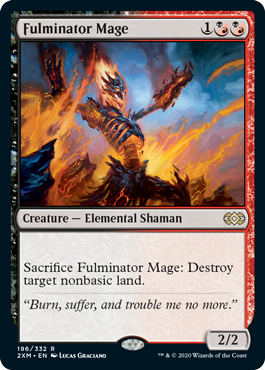 Fulminator Mage 1
Creature — Elemental Shaman
Sacrifice Fulminator Mage: Destroy
target nonbasic land.
“Burn, suffer, and trouble me no more.”
2/2
196/332 R
2XM • EN Lucas Graciano ™ & © 2020 Wizards of the Coast